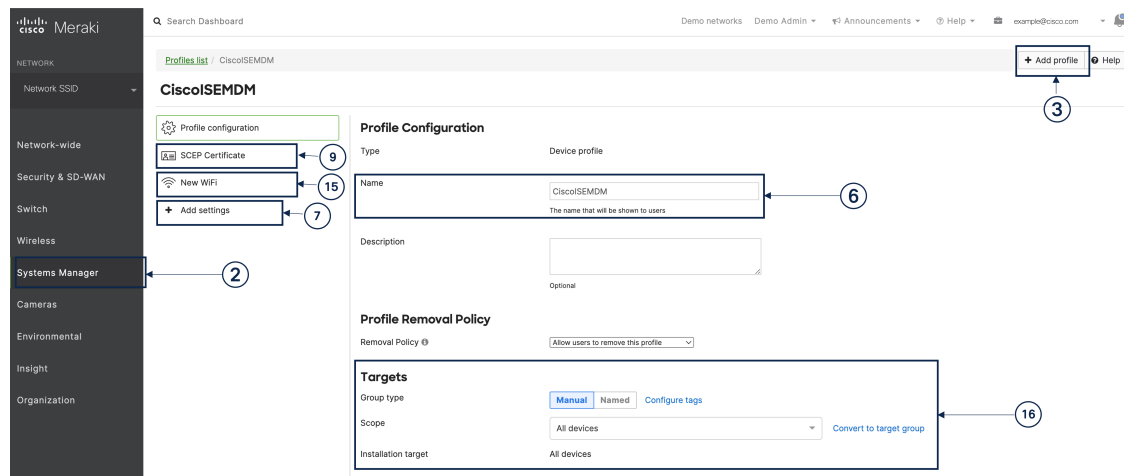 cisco Meraki
Search Dashboard
Demo networks Demo Admin Announcements Help example@cisco.com
NETWORK
Network SSID
Network-wide
Security & SD-WAN
Switch
Wireless
Systems Manager
Cameras
Environmental
Insight
Organization
2
Profiles list / CiscoISEMDM
+ Add profile Help
3
CiscoISEMDM
Profile configuration
SCEP Certificate
9
New WiFi
15
+ Add settings
7
Profile Configuration
Type Device profile
Name CiscoISEMDM
The name that will be shown to users
6
Description
Optional
Profile Removal Policy
Removal Policy Allow users to remove this profile
Targets
Group type Manual Named Configure tags
Scope All devices Convert to target group
Installation target All devices
16